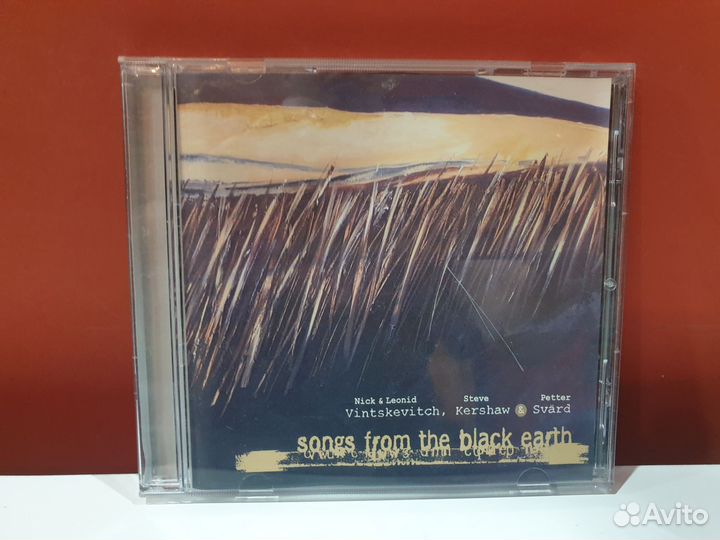 Nick & Leonid Steve Petter
Vintskevitch, Kershaw & Svärd
songs from the black earth
Avito